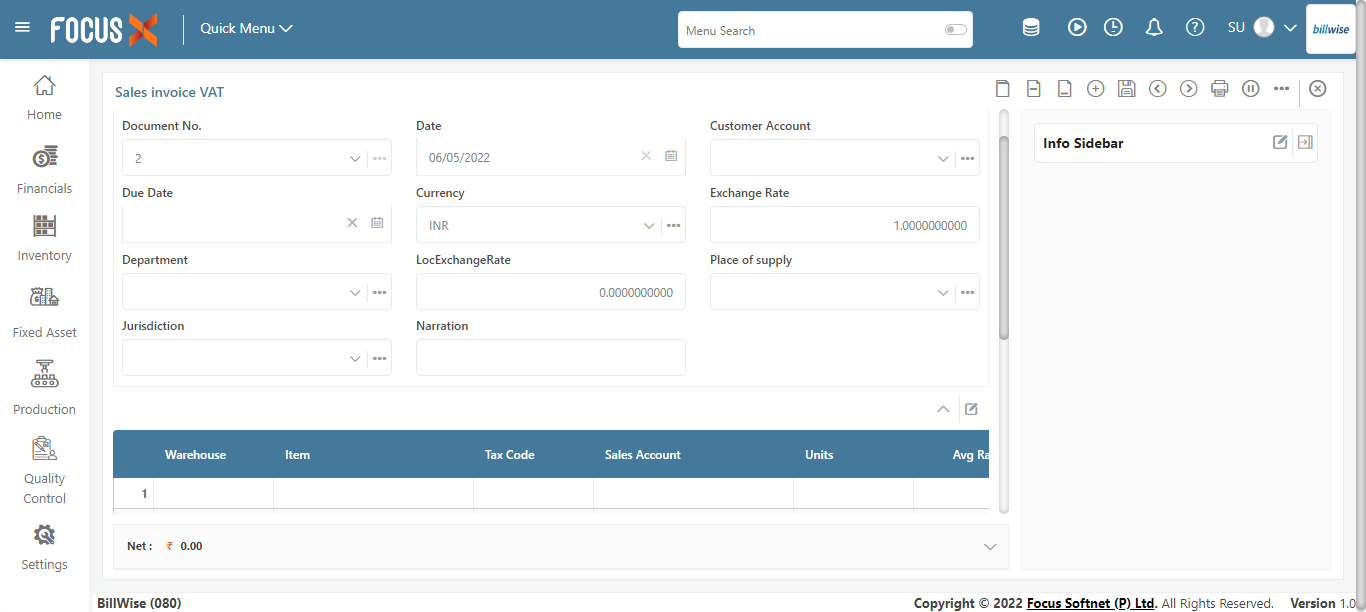 FOCUS X
Quick Menu
Menu Search
SU
billwise
Home
Financials
Inventory
Fixed Asset
Production
Quality
Control
Settings
Sales invoice VAT
Document No.
Date
Customer Account
2
06/05/2022
Due Date
Currency
Exchange Rate
INR
1.0000000000
Department
LocExchangeRate
Place of supply
0.0000000000
Jurisdiction
Narration
Warehouse
Item
Tax Code
Sales Account
Units
Avg Ra
1
Net : ₹ 0.00
Info Sidebar
BillWise (080)
Copyright © 2022 Focus Softnet (P) Ltd. All Rights Reserved.
Version 1.0